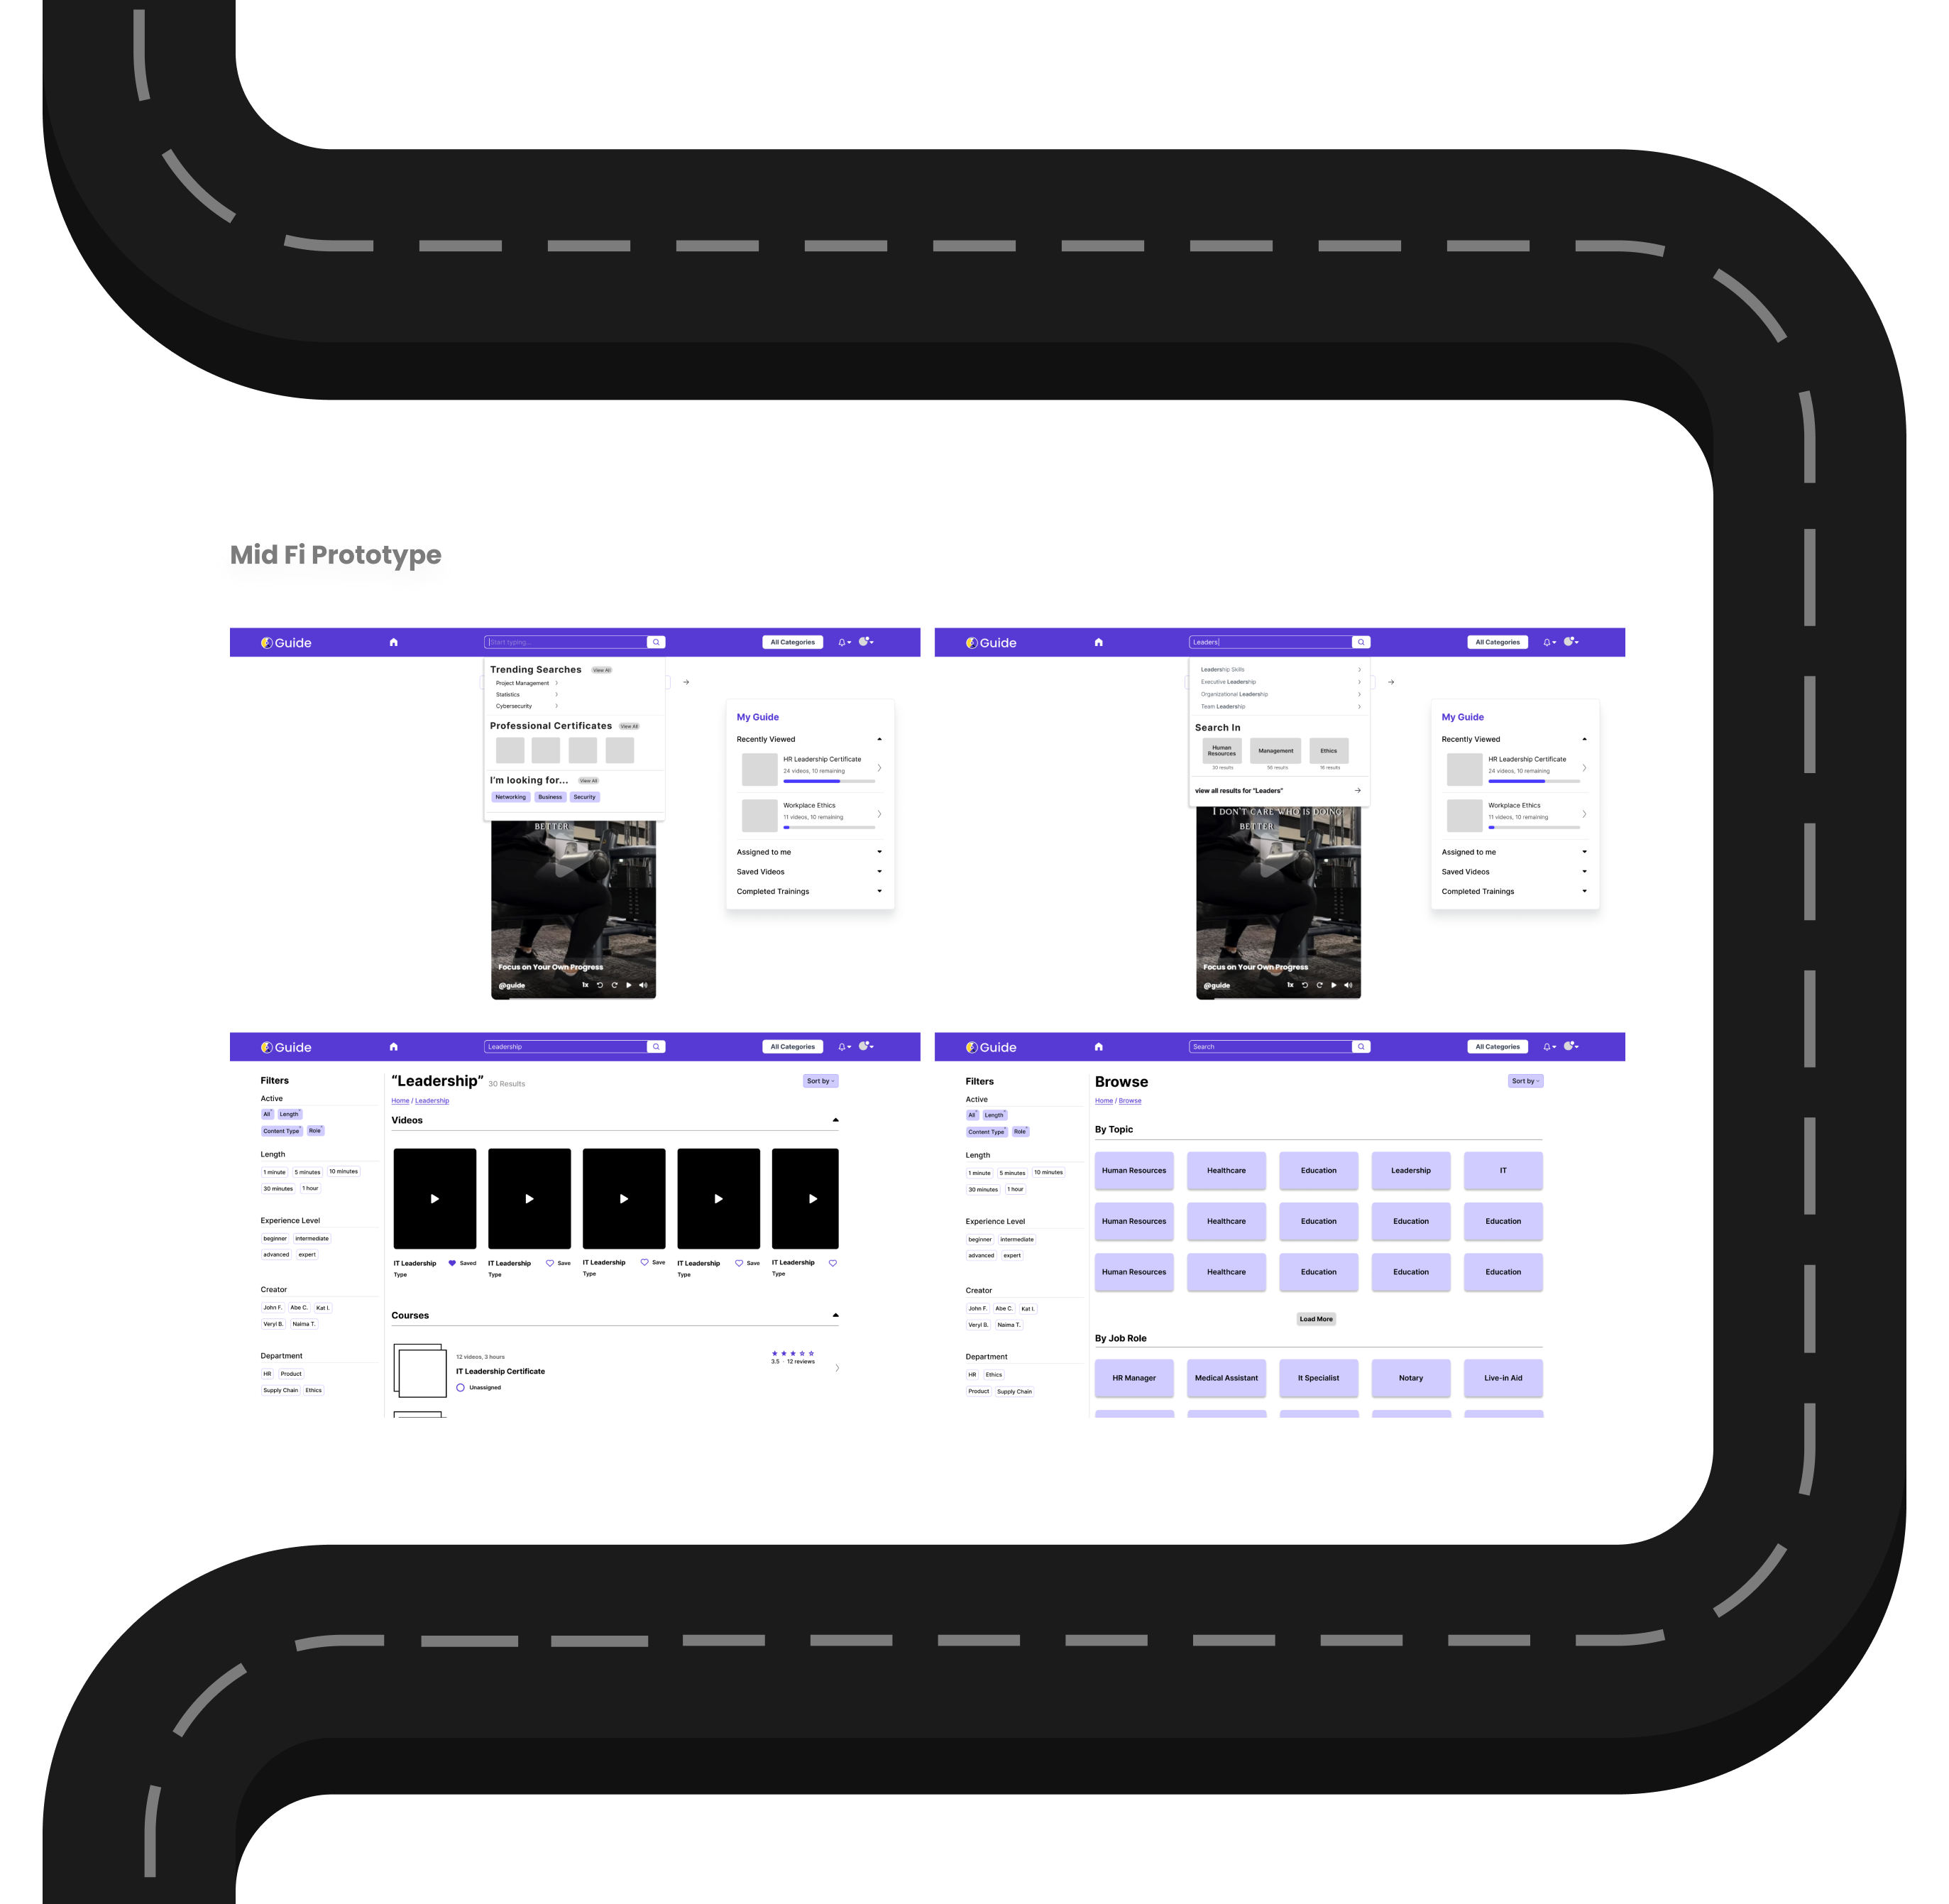 Mid Fi Prototype
Guide
Start typing...
All Categories
Trending Searches
View All
Project Management
Statistics
Cybersecurity
Professional Certificates
View All
I'm looking for...
View All
Networking
Business
Security
BETTER
Focus on Your Own Progress
@guide
1x
My Guide
Recently Viewed
HR Leadership Certificate
24 videos, 10 remaining
Workplace Ethics
11 videos, 10 remaining
Assigned to me
Saved Videos
Completed Trainings
Guide
Leaders
All Categories
Leadership Skills
Executive Leadership
Organizational Leadership
Team Leadership
Search In
Human
Resources
Management
Ethics
30 results
56 results
16 results
view all results for "Leaders"
I DON'T CARE WHO IS DOING
BETTER
Focus on Your Own Progress
@guide
1x
My Guide
Recently Viewed
HR Leadership Certificate
24 videos, 10 remaining
Workplace Ethics
11 videos, 10 remaining
Assigned to me
Saved Videos
Completed Trainings
Guide
Leadership
All Categories
Filters
Active
All
Length
Content Type
Role
Length
1 minute
5 minutes
10 minutes
30 minutes
1 hour
Experience Level
beginner
intermediate
advanced
expert
Creator
John F.
Abe C.
Kat I.
Veryl B.
Naima T.
Department
HR
Product
Supply Chain
Ethics
“Leadership” 30 Results
Sort by
Home / Leadership
Videos
IT Leadership
Saved
Type
IT Leadership
Save
Type
IT Leadership
Save
Type
IT Leadership
Save
Type
IT Leadership
Type
Courses
12 videos, 3 hours
IT Leadership Certificate
Unassigned
3.5 · 12 reviews
Guide
Search
All Categories
Filters
Active
All
Length
Content Type
Role
Length
1 minute
5 minutes
10 minutes
30 minutes
1 hour
Experience Level
beginner
intermediate
advanced
expert
Creator
John F.
Abe C.
Kat I.
Veryl B.
Naima T.
Department
HR
Ethics
Product
Supply Chain
Browse
Sort by
Home / Browse
By Topic
Human Resources
Healthcare
Education
Leadership
IT
Human Resources
Healthcare
Education
Education
Education
Human Resources
Healthcare
Education
Education
Education
Load More
By Job Role
HR Manager
Medical Assistant
It Specialist
Notary
Live-in Aid